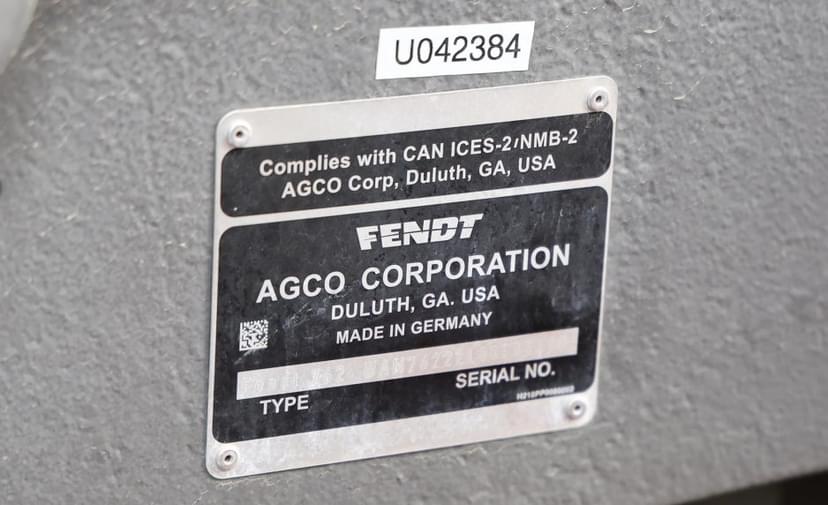 U042384
Complies with CAN ICES-2/NMB-2
AGCO Corp, Duluth, GA, USA
FENDT
AGCO CORPORATION
DULUTH, GA. USA
MADE IN GERMANY
SERIAL NO.
TYPE